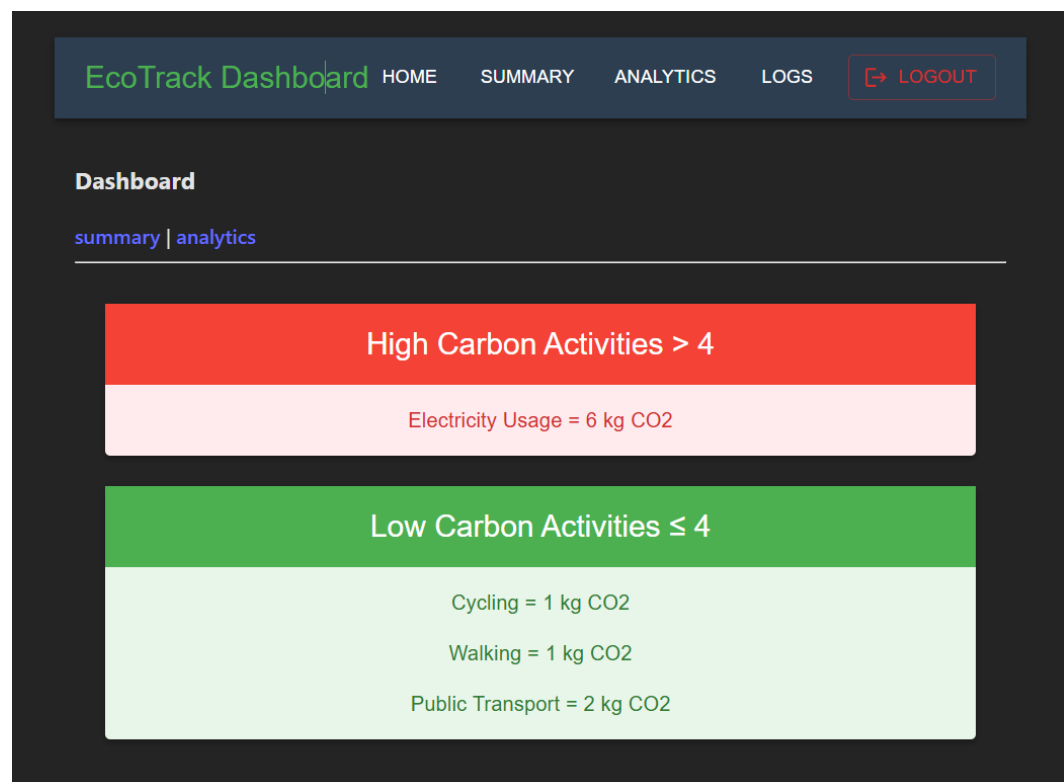 EcoTrack Dashboard HOME SUMMARY ANALYTICS LOGS LOGOUT
Dashboard
summary | analytics
High Carbon Activities > 4
Electricity Usage = 6 kg CO2
Low Carbon Activities ≤ 4
Cycling = 1 kg CO2
Walking = 1 kg CO2
Public Transport = 2 kg CO2